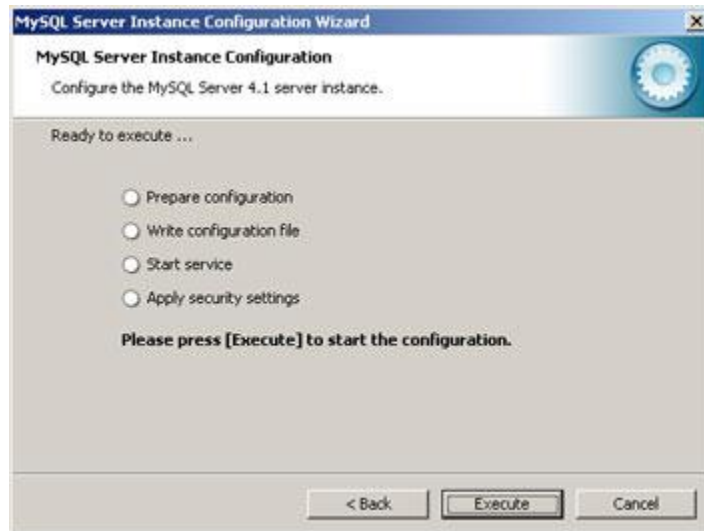 MySQL Server Instance Configuration Wizard
MySQL Server Instance Configuration
Configure the MySQL Server 4.1 server instance.
Ready to execute ...
Prepare configuration
Write configuration file
Start service
Apply security settings
Please press [Execute] to start the configuration.
< Back
Execute
Cancel